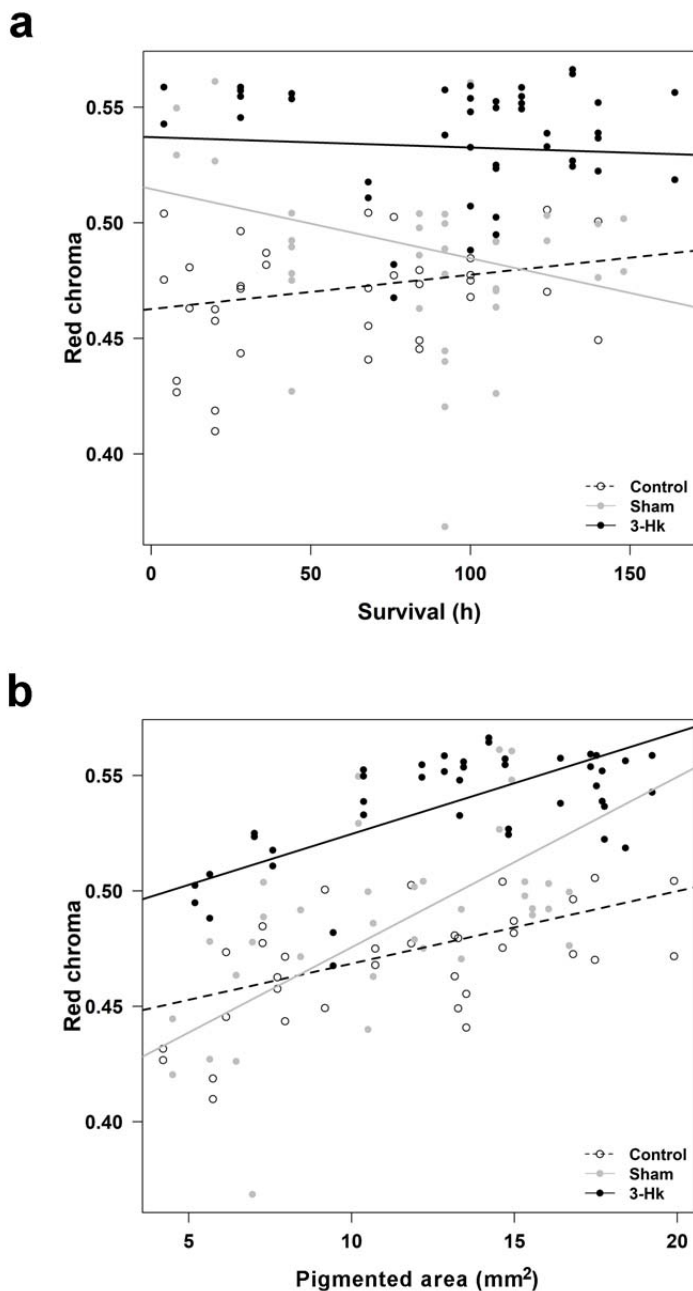 a
0.55
0.50
0.45
0.40
Red chroma
Control
Sham
3-Hk
0 50 100 150
Survival (h)
b
0.55
0.50
0.45
0.40
Red chroma
Control
Sham
3-Hk
5 10 15 20
Pigmented area (mm²)